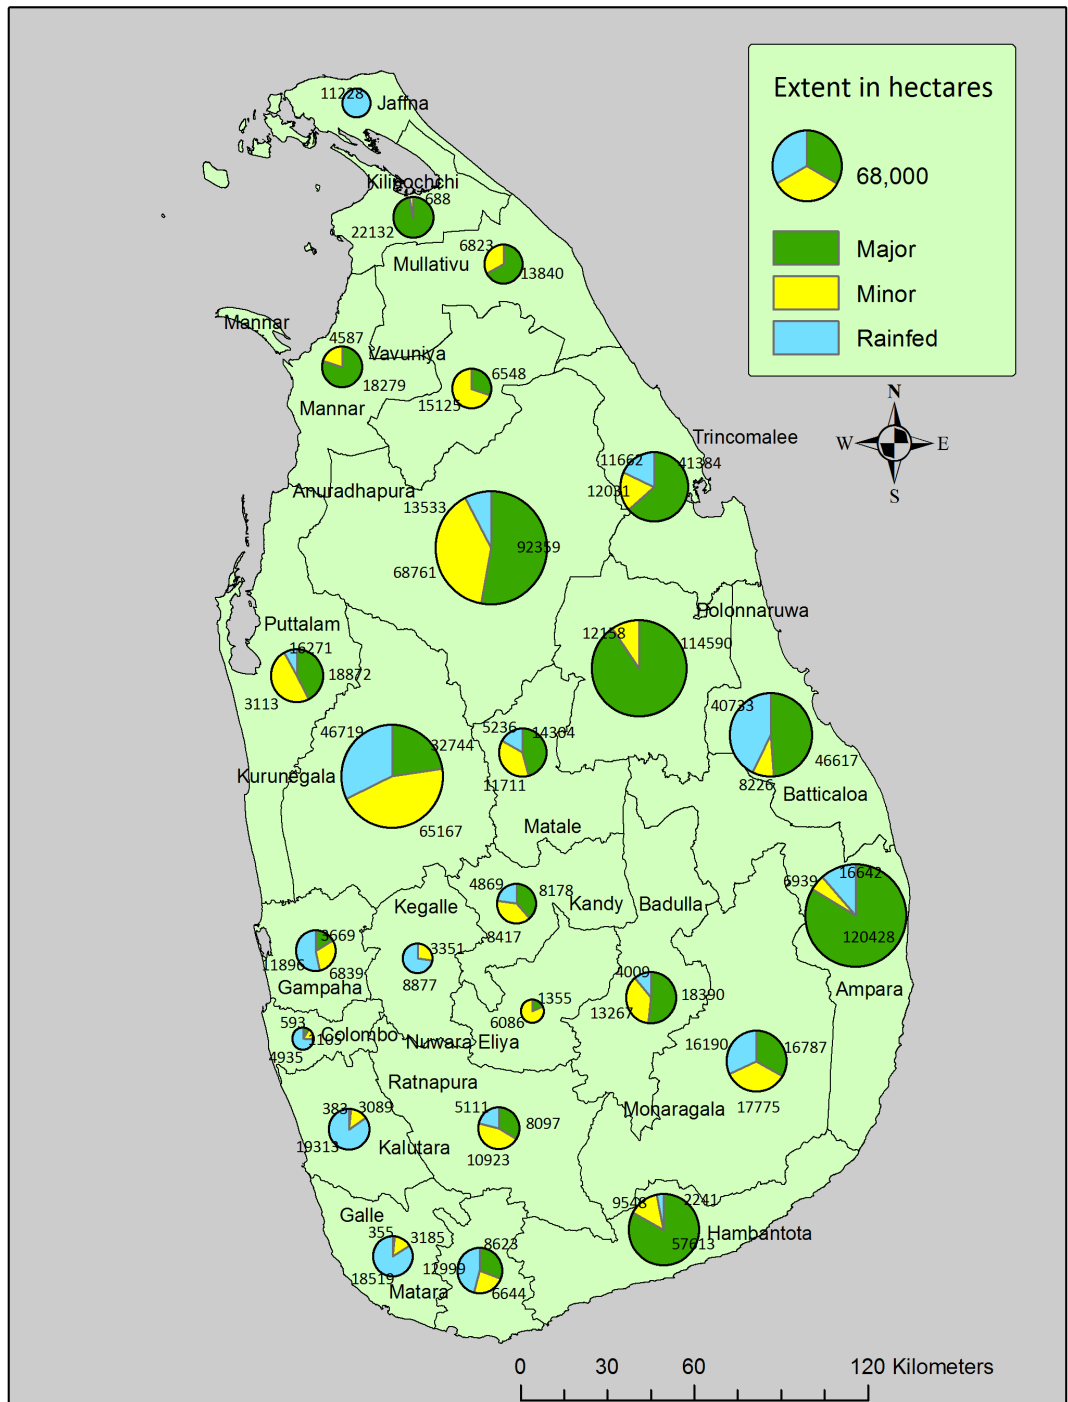 Extent in hectares
68,000
Major
Minor
Rainfed
N
W
E
S
11228
Jaffna
Kilinochchi
688
22132
6823
Mullativu
13840
Mannar
4587
Vavuniya
18279
6548
15125
Mannar
Trincomalee
11662
41384
12031
Anuradhapura
13533
92359
68761
Polonnaruwa
12158
114590
Puttalam
16271
18872
3113
46719
32744
Kurunegala
65167
5236
14304
11711
Matale
40733
46617
8226
Batticaloa
6939
16642
120428
Ampara
4869
8178
Kandy
8417
Badulla
Kegalle
3351
8877
3669
11896
6839
Gampaha
4009
18390
13267
1355
6086
Nuwara Eliya
593
Colombo
1105
4935
16190
16787
17775
Monaragala
Ratnapura
5111
8097
10923
383
3089
19313
Kalutara
9548
2241
Hambantota
57613
Galle
355
3185
18519
8623
12999
6644
Matara
0 30 60 120 Kilometers